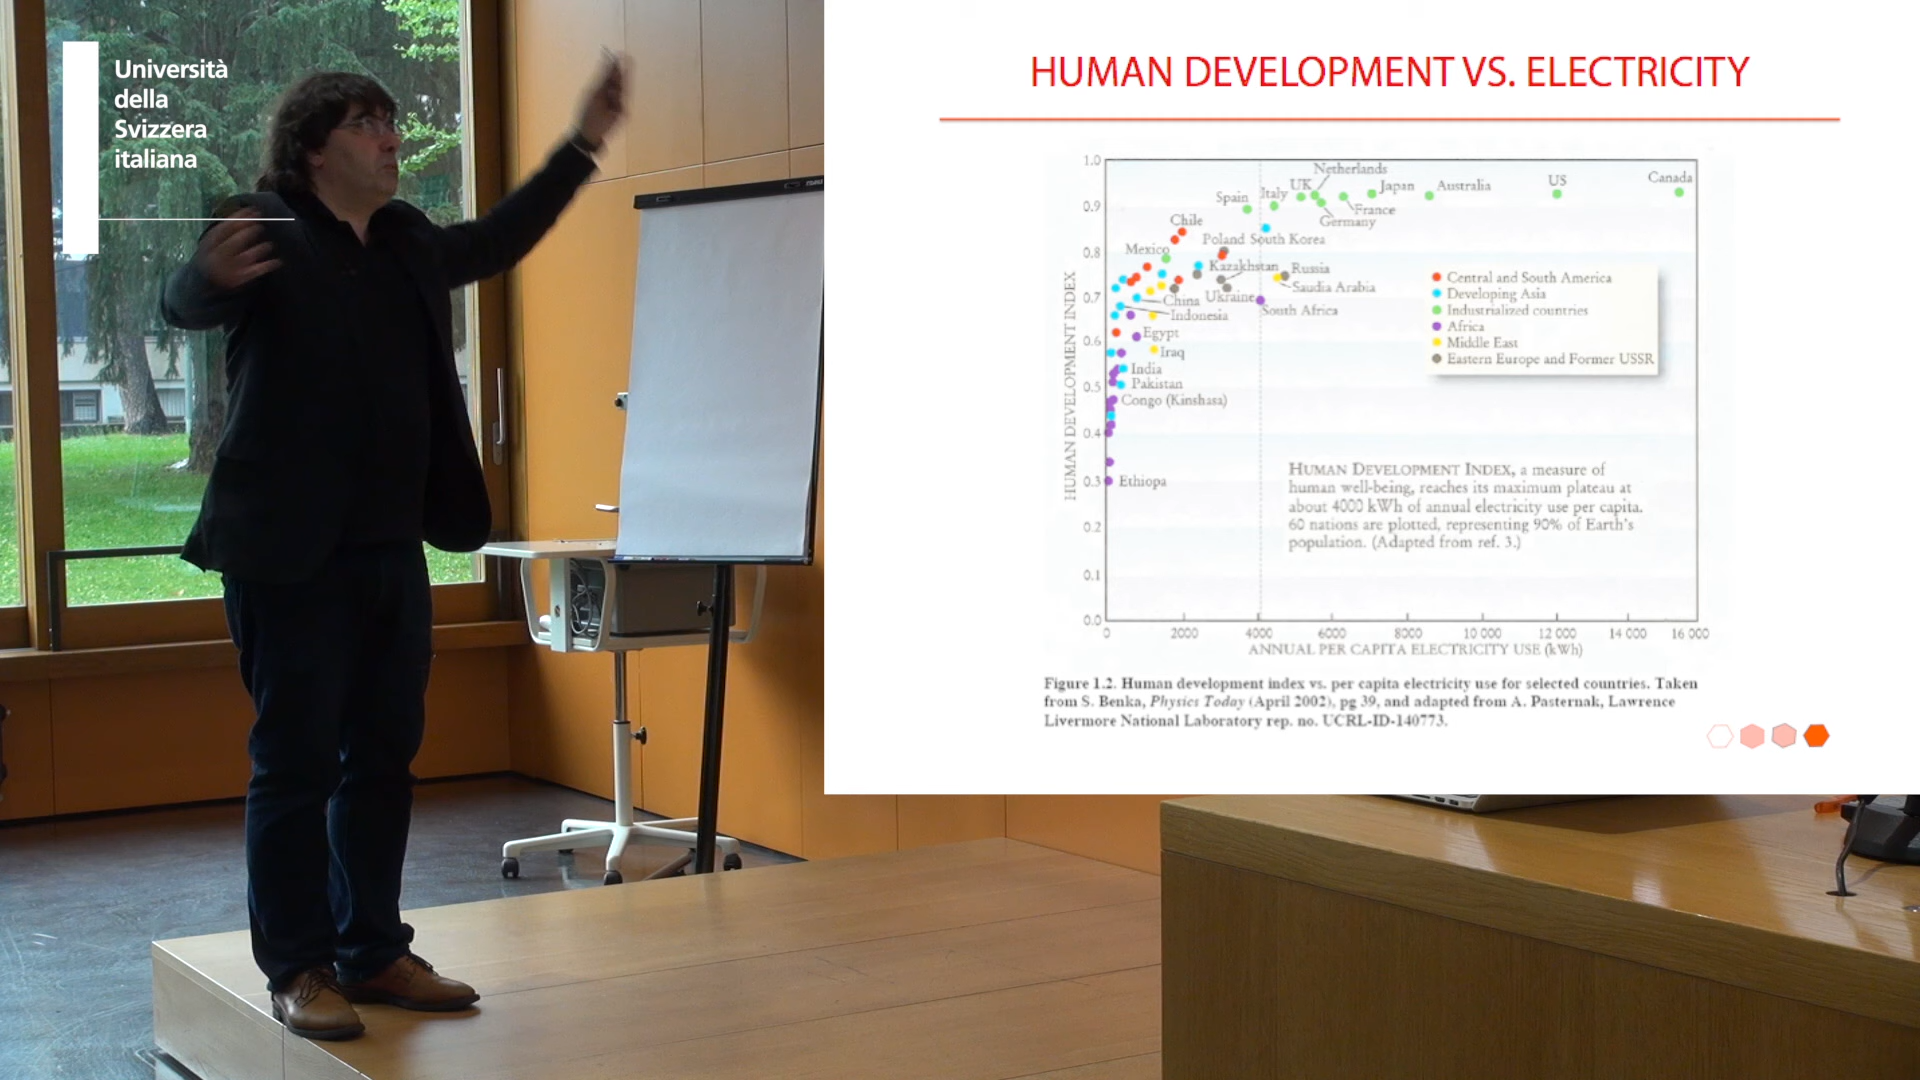 Università
della
Svizzera
italiana
HUMAN DEVELOPMENT VS. ELECTRICITY
HUMAN DEVELOPMENT INDEX
1.0
0.9
0.8
0.7
0.6
0.5
0.4
0.3
0.2
0.1
0.0
Netherlands
Canada
US
UK
Japan
Australia
Spain
Italy
France
Chile
Germany
Poland
South Korea
Mexico
Kazakhstan
Russia
Saudia Arabia
China
Ukraine
Indonesia
South Africa
Egypt
Iraq
India
Pakistan
Congo (Kinshasa)
Ethiopa
Central and South America
Developing Asia
Industrialized countries
Africa
Middle East
Eastern Europe and Former USSR
HUMAN DEVELOPMENT INDEX, a measure of
human well-being, reaches its maximum plateau at
about 4000 kWh of annual electricity use per capita.
60 nations are plotted, representing 90% of Earth's
population. (Adapted from ref. 3.)
0 2000 4000 6000 8000 10 000 12 000 14 000 16 000
ANNUAL PER CAPITA ELECTRICITY USE (kWh)
Figure 1.2. Human development index vs. per capita electricity use for selected countries. Taken
from S. Benka, Physics Today (April 2002), pg 39, and adapted from A. Pasternak, Lawrence
Livermore National Laboratory rep. no. UCRL-ID-140773.